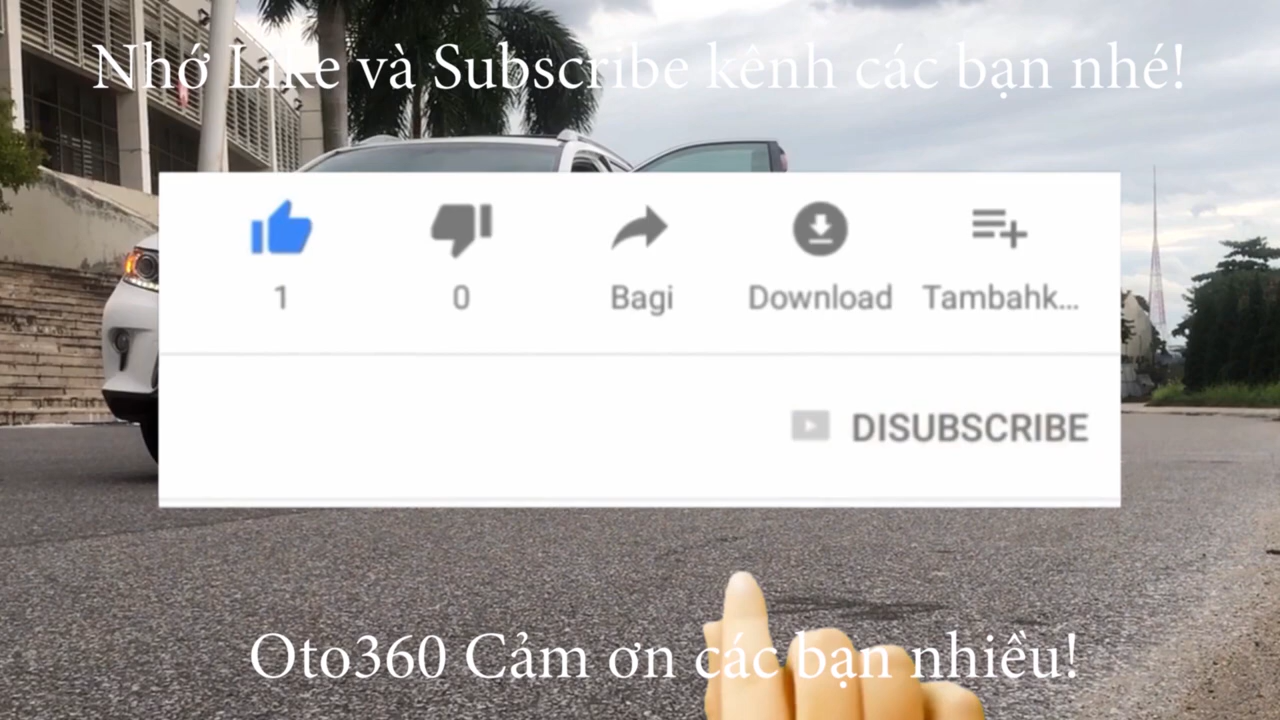 Nhớ Like và Subscribe kênh các bạn nhé!
1 0 Bagi Download Tambahk...
DISUBSCRIBE
Oto360 Cảm ơn các bạn nhiều!